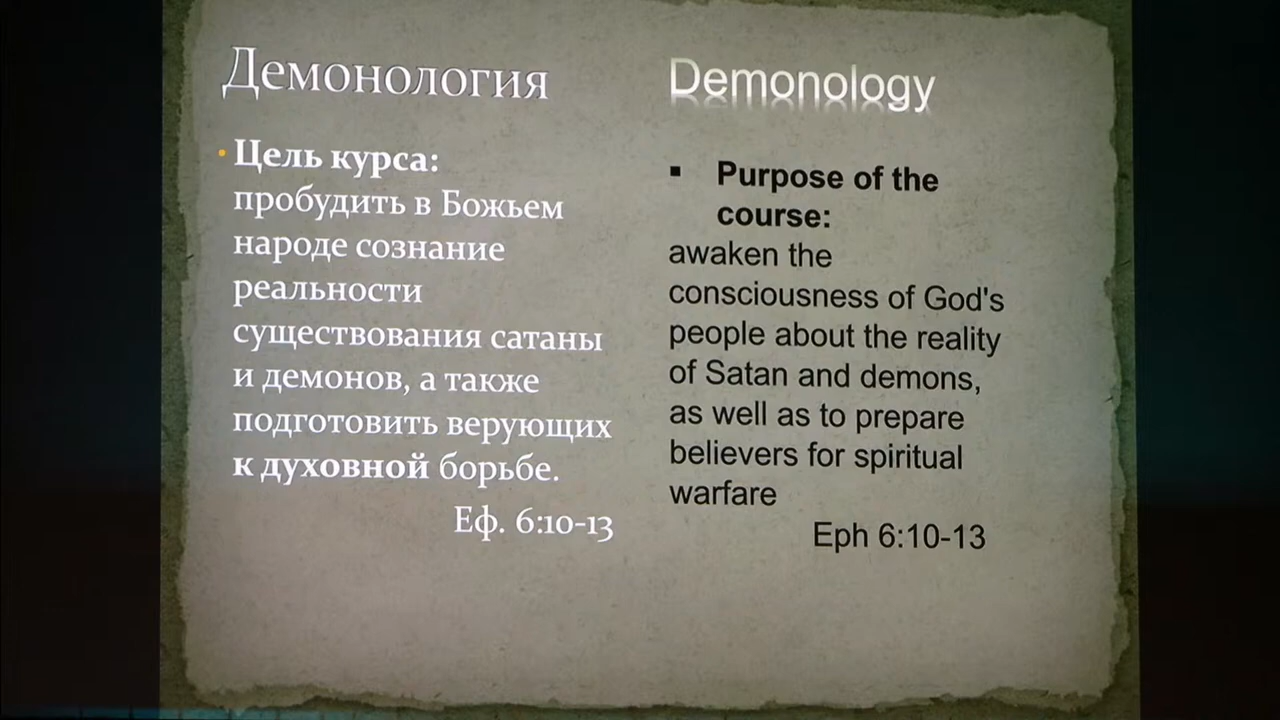 Демонология
• Цель курса:
пробудить в Божьем
народе сознание
реальности
существования сатаны
и демонов, а также
подготовить верующих
к духовной борьбе.
Еф. 6:10-13
Demonology
▪ Purpose of the
course:
awaken the
consciousness of God's
people about the reality
of Satan and demons,
as well as to prepare
believers for spiritual
warfare
Eph 6:10-13